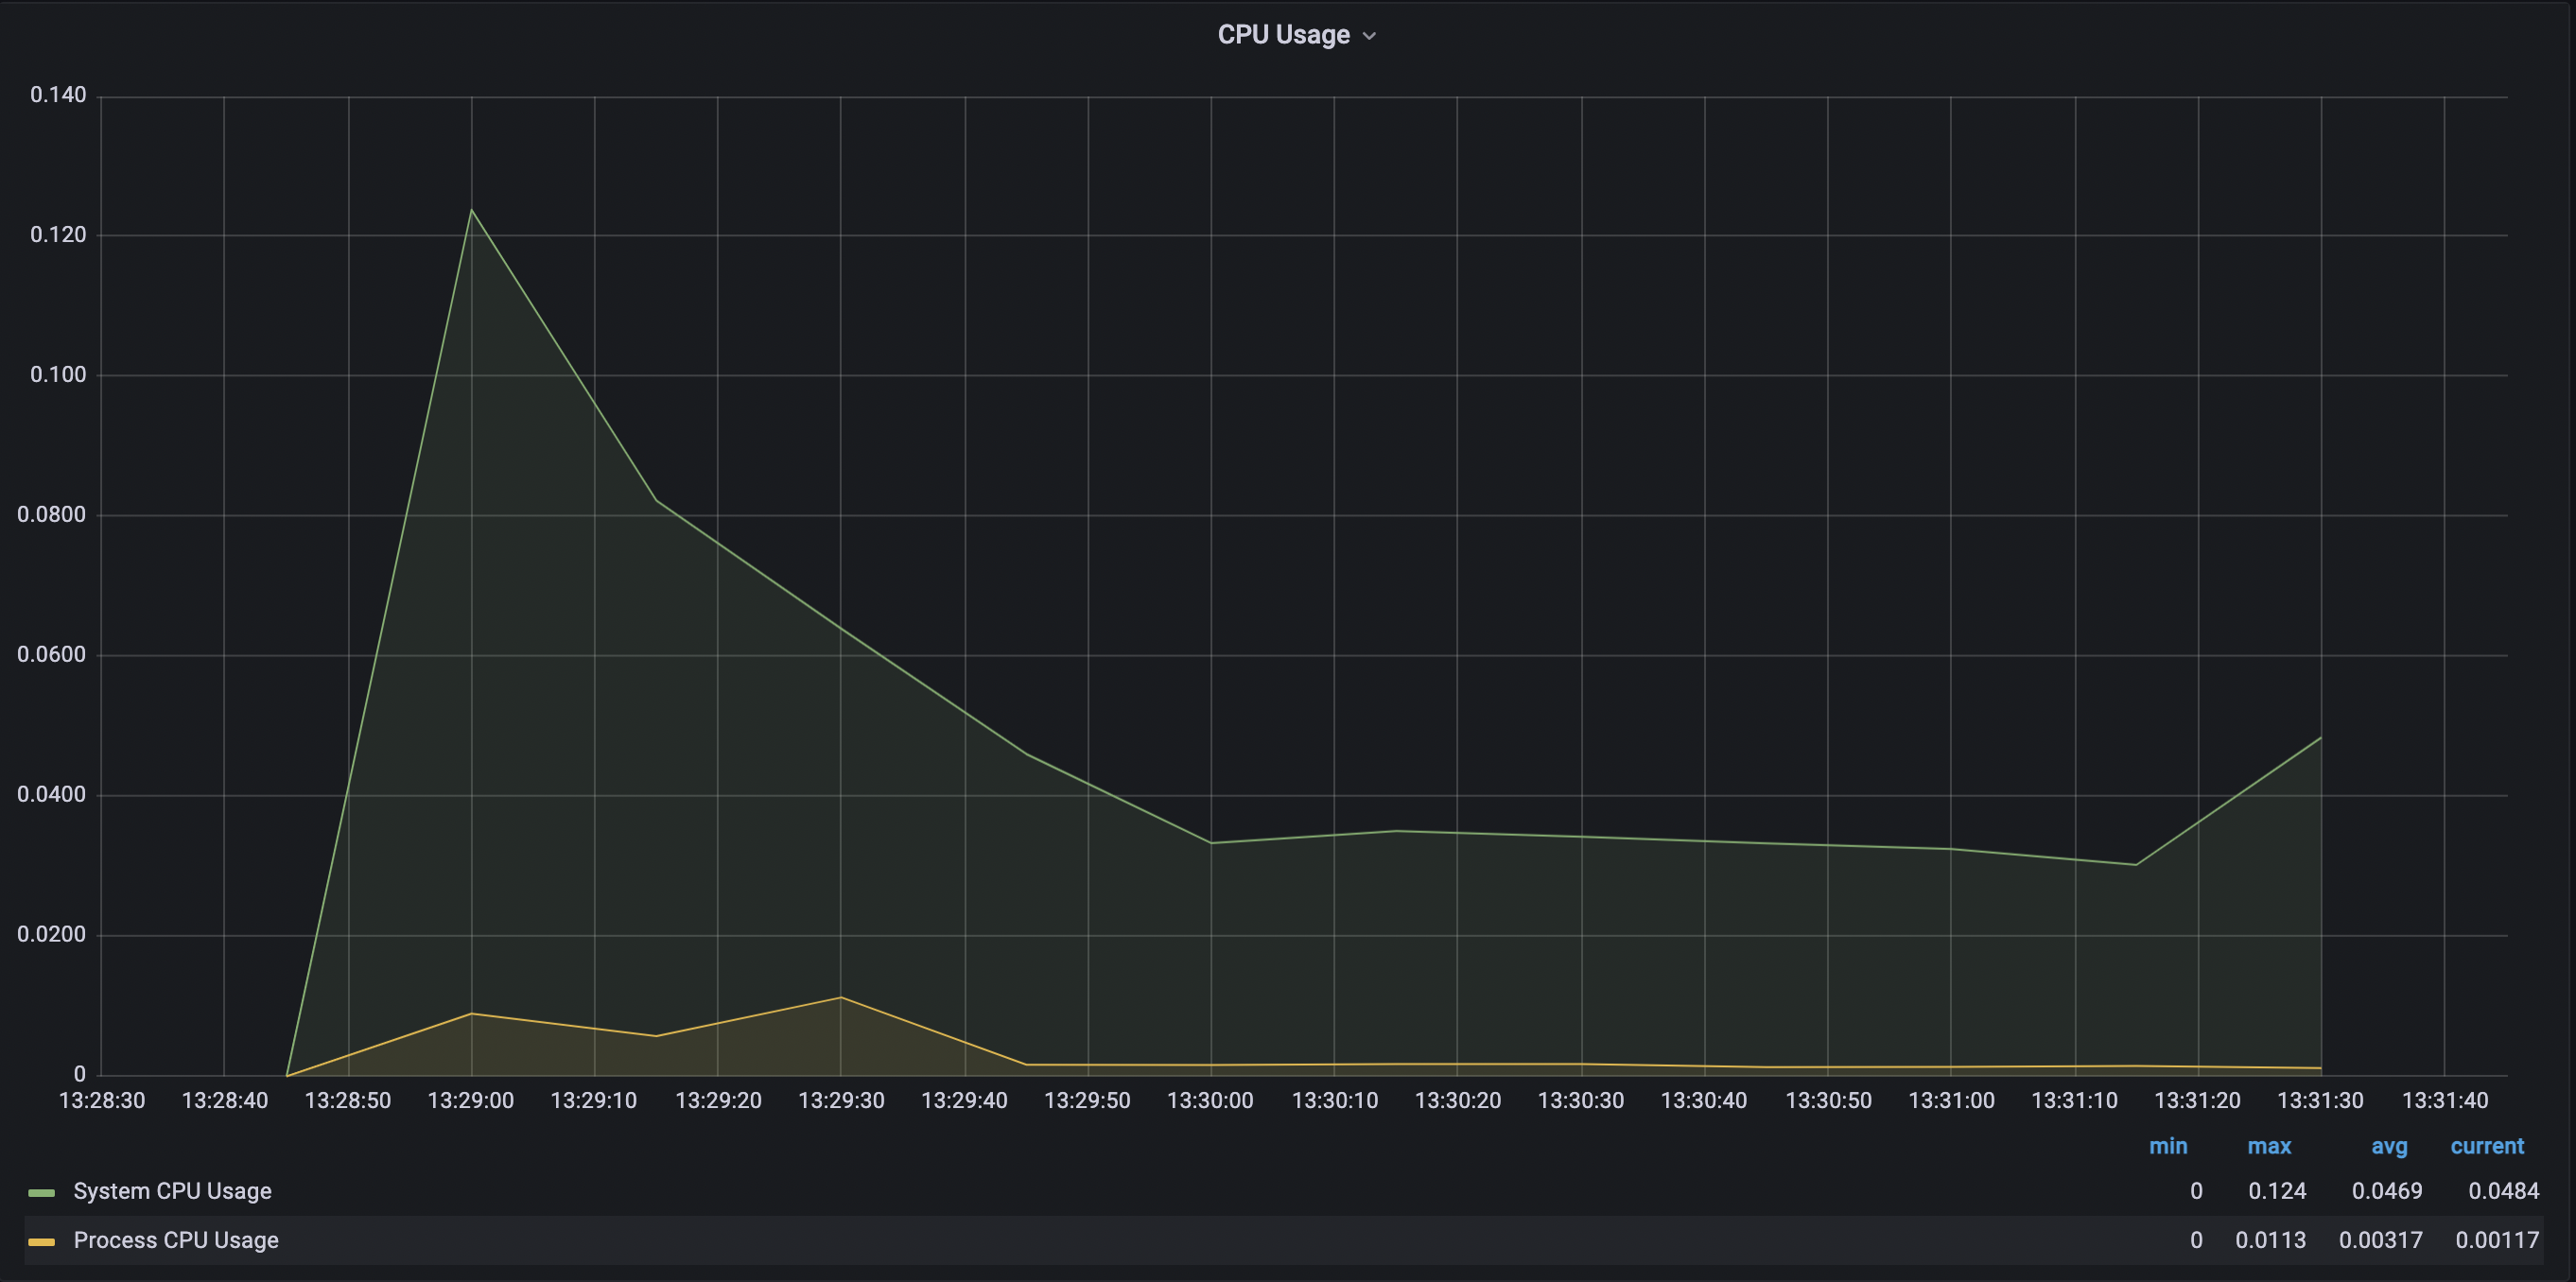 CPU Usage
0.140
0.120
0.100
0.0800
0.0600
0.0400
0.0200
0
13:28:30 13:28:40 13:28:50 13:29:00 13:29:10 13:29:20 13:29:30 13:29:40 13:29:50 13:30:00 13:30:10 13:30:20 13:30:30 13:30:40 13:30:50 13:31:00 13:31:10 13:31:20 13:31:30 13:31:40
min max avg current
System CPU Usage 0 0.124 0.0469 0.0484
Process CPU Usage 0 0.0113 0.00317 0.00117